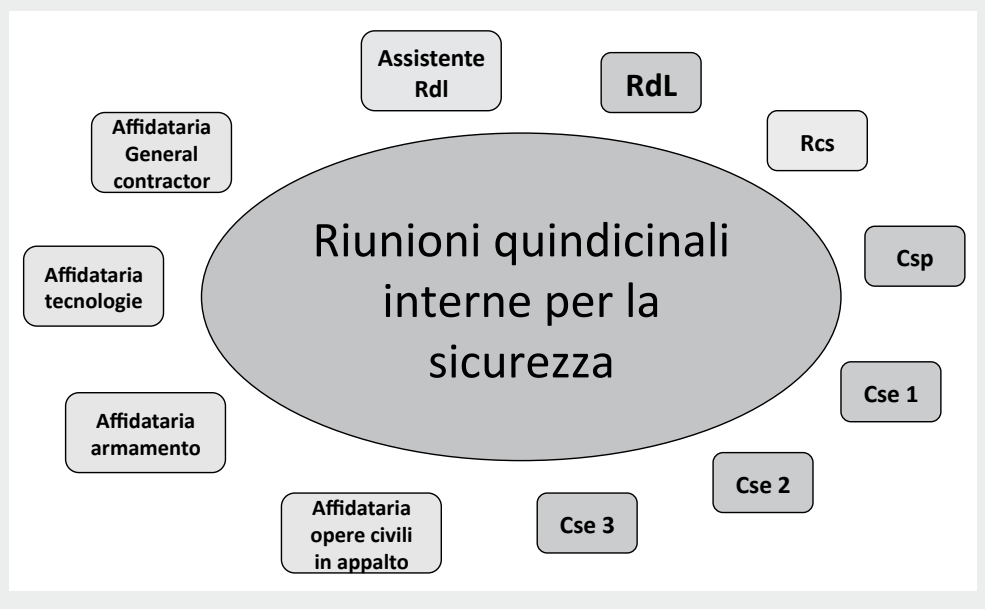 Assistente
Rdl
RdL
Affidataria
General
contractor
Rcs
Riunioni quindicinali
interne per la
sicurezza
Csp
Affidataria
tecnologie
Cse 1
Affidataria
armamento
Cse 2
Affidataria
opere civili
in appalto
Cse 3